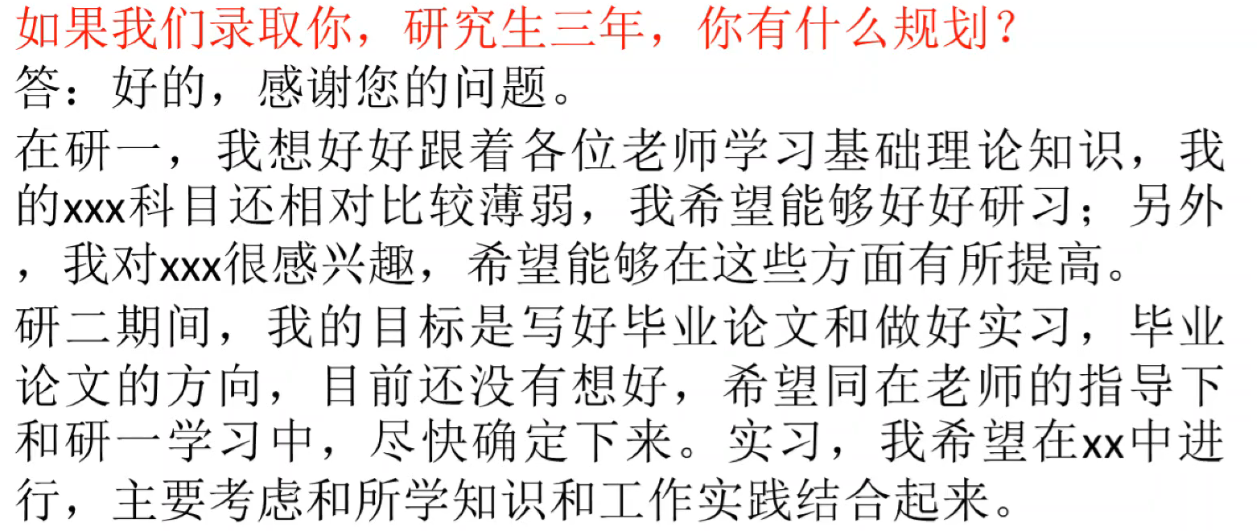 如果我们录取你，研究生三年，你有什么规划？
答：好的，感谢您的问题。
在研一，我想好好跟着各位老师学习基础理论知识，我
的xxx科目还相对比较薄弱，我希望能够好好研习；另外
，我对xxx很感兴趣，希望能够在这些方面有所提高。
研二期间，我的目标是写好毕业论文和做好实习，毕业
论文的方向，目前还没有想好，希望同在老师的指导下
和研一学习中，尽快确定下来。实习，我希望在xx中进
行，主要考虑和所学知识和工作实践结合起来。